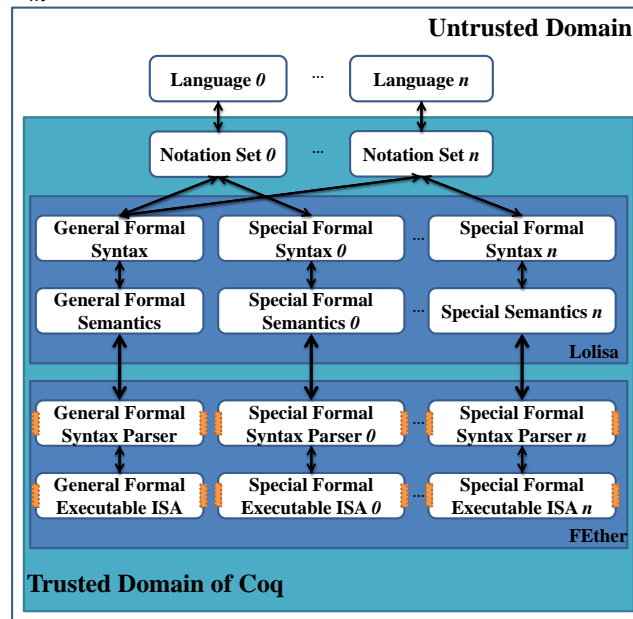 Untrusted Domain
Language 0 ... Language n
Notation Set 0 ... Notation Set n
General Formal Syntax
Special Formal Syntax 0
...
Special Formal Syntax n
General Formal Semantics
Special Formal Semantics 0
...
Special Semantics n
Lolisa
General Formal Syntax Parser
Special Formal Syntax Parser 0
...
Special Formal Syntax Parser n
General Formal Executable ISA
Special Formal Executable ISA 0
...
Special Formal Executable ISA n
FEther
Trusted Domain of Coq